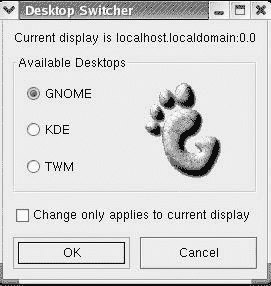 Desktop Switcher
Current display is localhost.localdomain:0.0
Available Desktops
GNOME
KDE
TWM
Change only applies to current display
OK
Cancel